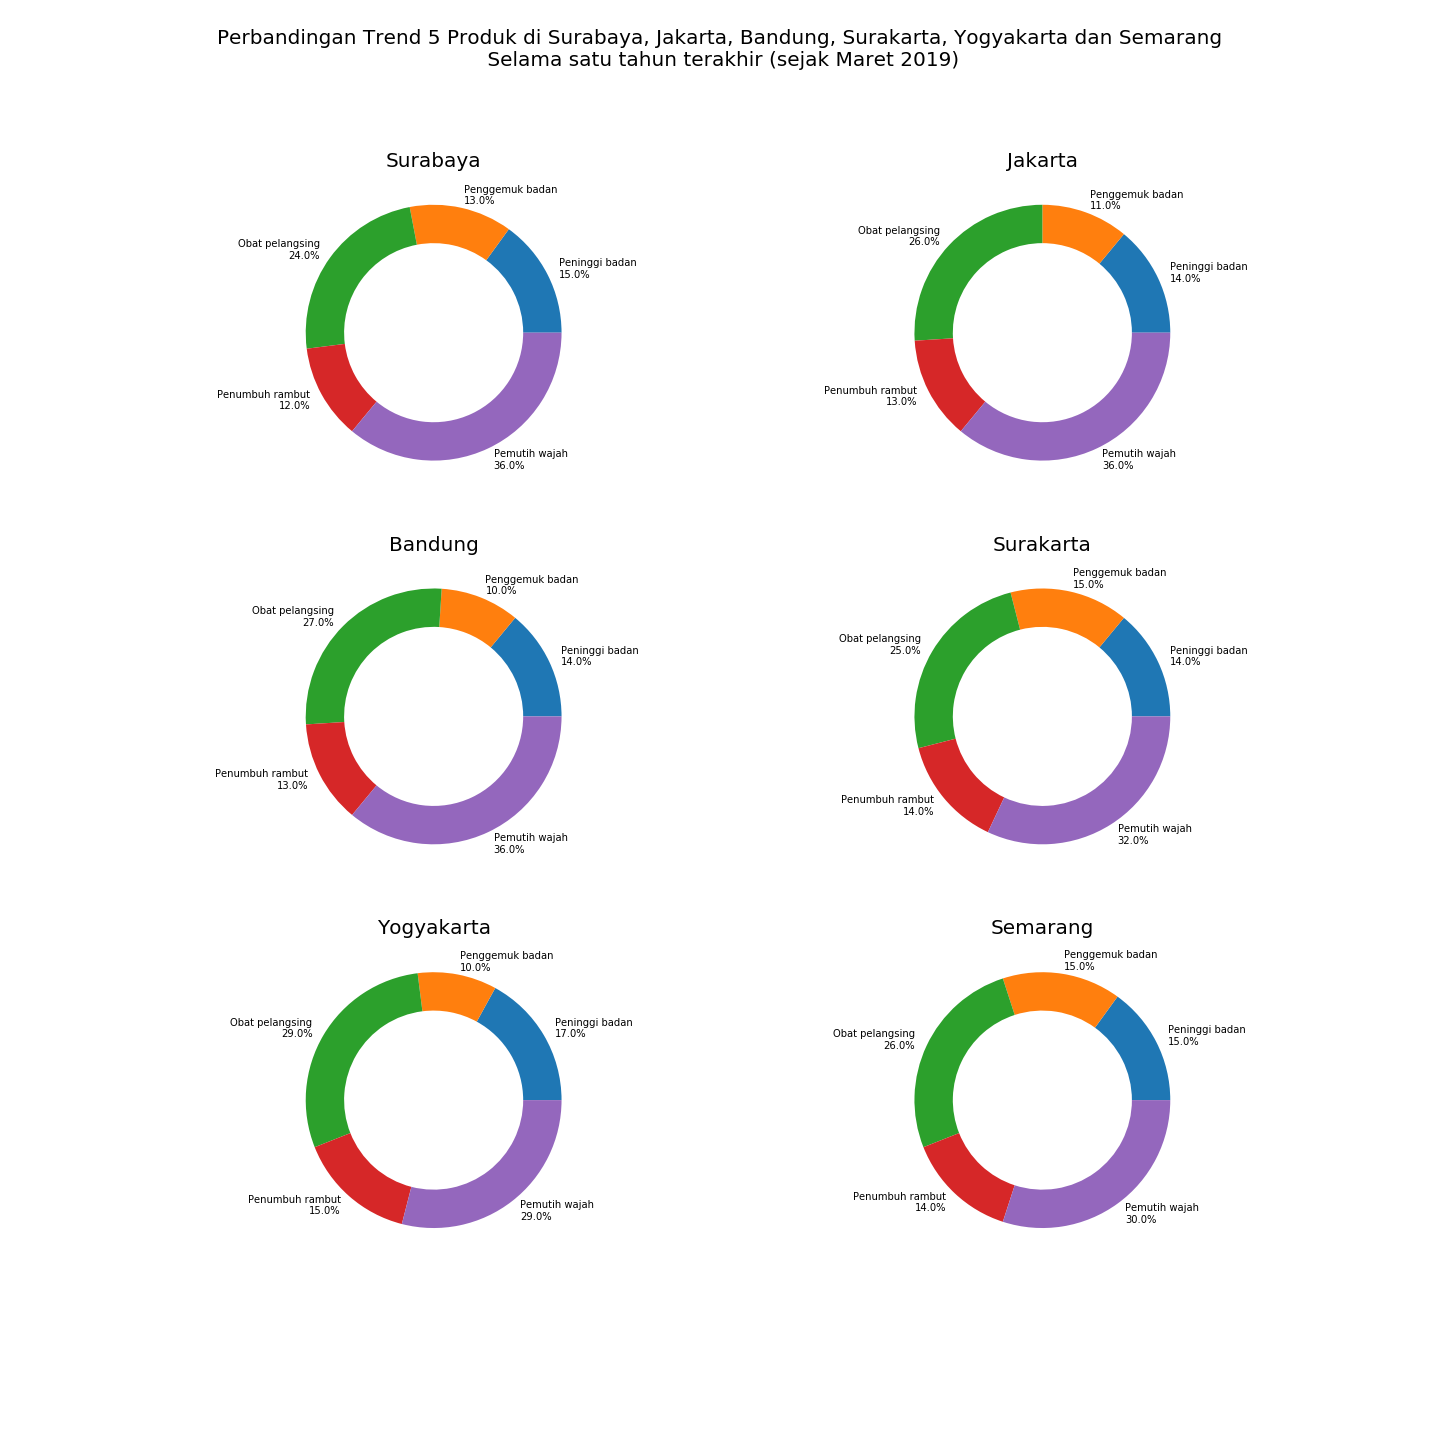 Perbandingan Trend 5 Produk di Surabaya, Jakarta, Bandung, Surakarta, Yogyakarta dan Semarang
Selama satu tahun terakhir (sejak Maret 2019)
Surabaya
Penggemuk badan
13.0%
Obat pelangsing
24.0%
Peninggi badan
15.0%
Penumbuh rambut
12.0%
Pemutih wajah
36.0%
Jakarta
Penggemuk badan
11.0%
Obat pelangsing
26.0%
Peninggi badan
14.0%
Penumbuh rambut
13.0%
Pemutih wajah
36.0%
Bandung
Penggemuk badan
10.0%
Obat pelangsing
27.0%
Peninggi badan
14.0%
Penumbuh rambut
13.0%
Pemutih wajah
36.0%
Surakarta
Penggemuk badan
15.0%
Obat pelangsing
25.0%
Peninggi badan
14.0%
Penumbuh rambut
14.0%
Pemutih wajah
32.0%
Yogyakarta
Penggemuk badan
10.0%
Obat pelangsing
29.0%
Peninggi badan
17.0%
Penumbuh rambut
15.0%
Pemutih wajah
29.0%
Semarang
Penggemuk badan
15.0%
Obat pelangsing
26.0%
Peninggi badan
15.0%
Penumbuh rambut
14.0%
Pemutih wajah
30.0%